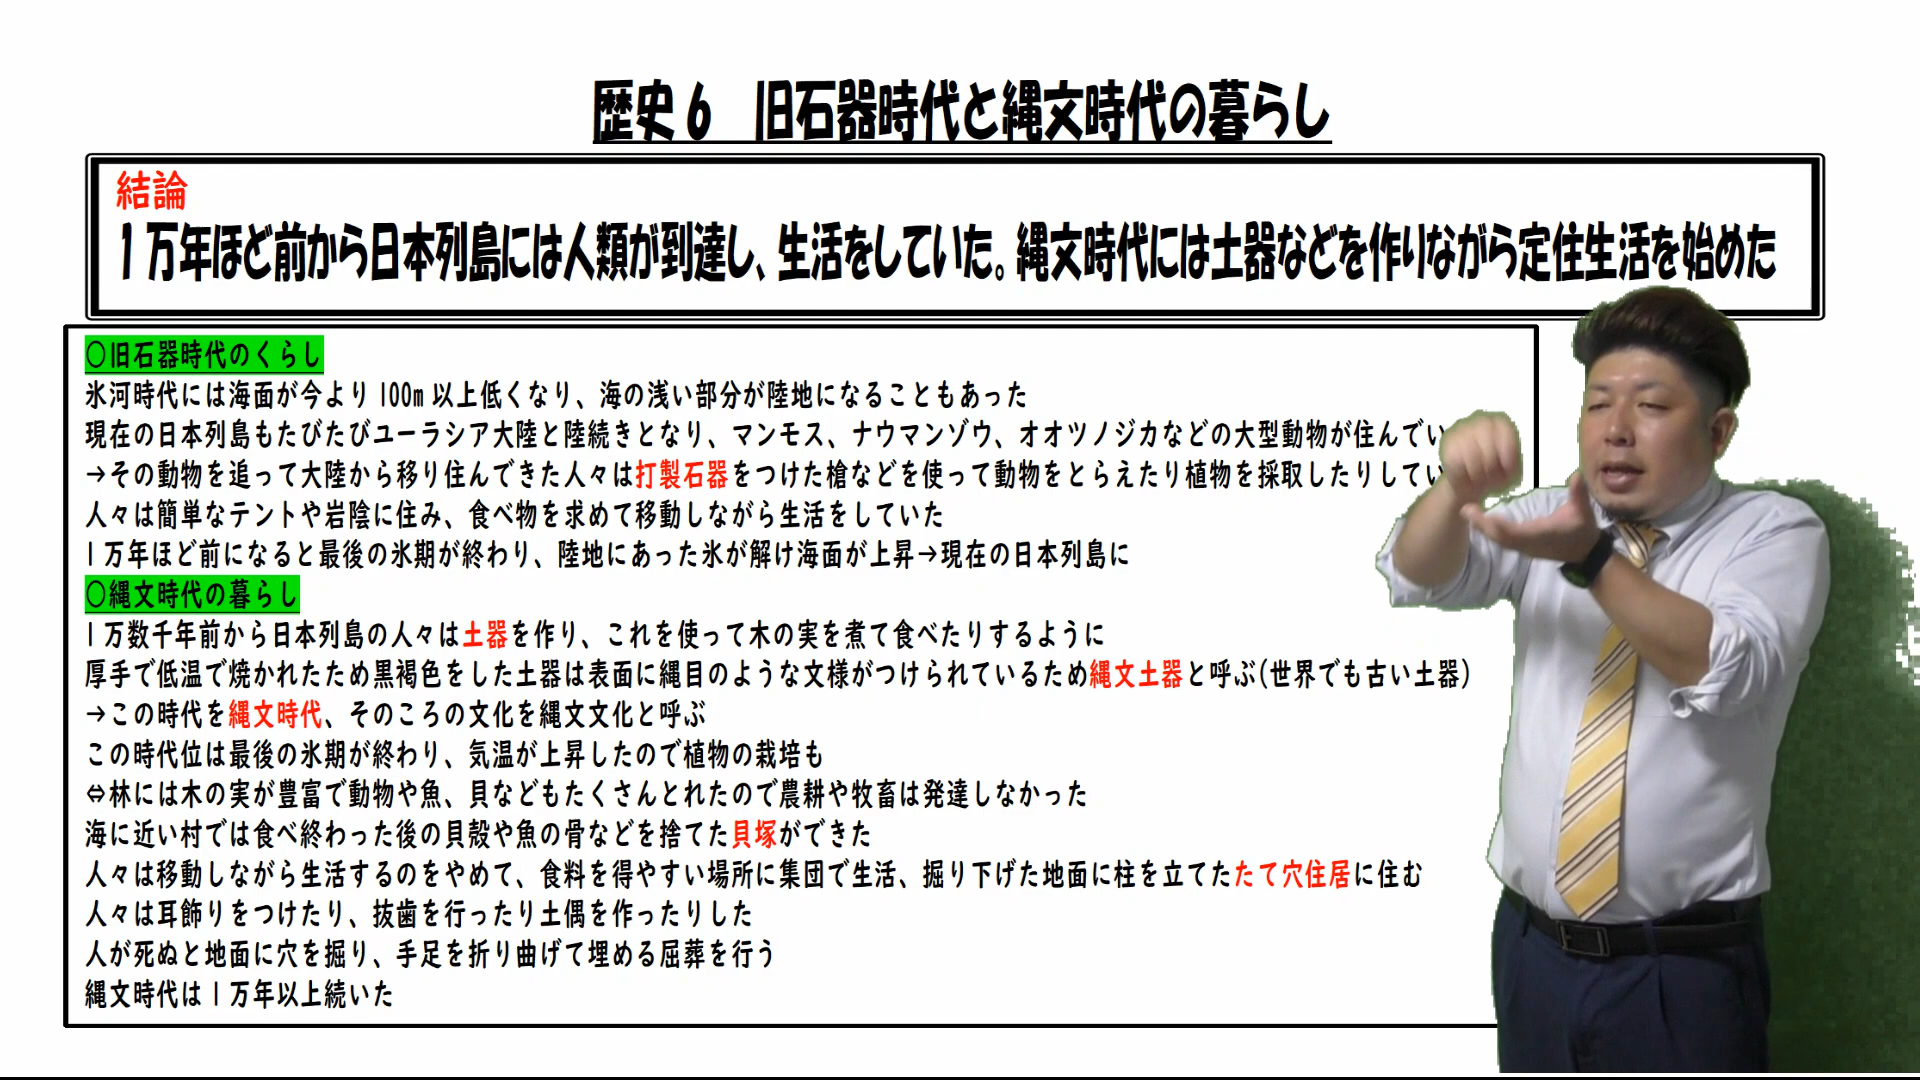 歴史6　旧石器時代と縄文時代の暮らし
結論
1万年ほど前から日本列島には人類が到達し、生活をしていた。縄文時代には土器などを作りながら定住生活を始めた
○旧石器時代のくらし
氷河時代には海面が今より100m以上低くなり、海の浅い部分が陸地になることもあった
現在の日本列島もたびたびユーラシア大陸と陸続きとなり、マンモス、ナウマンゾウ、オオツノジカなどの大型動物が住んでい
→その動物を追って大陸から移り住んできた人々は打製石器をつけた槍などを使って動物をとらえたり植物を採取したりしてい
人々は簡単なテントや岩陰に住み、食べ物を求めて移動しながら生活をしていた
1万年ほど前になると最後の氷期が終わり、陸地にあった氷が解け海面が上昇→現在の日本列島に
○縄文時代の暮らし
1万数千年前から日本列島の人々は土器を作り、これを使って木の実を煮て食べたりするように
厚手で低温で焼かれたため黒褐色をした土器は表面に縄目のような文様がつけられているため縄文土器と呼ぶ(世界でも古い土器)
→この時代を縄文時代、そのころの文化を縄文文化と呼ぶ
この時代位は最後の氷期が終わり、気温が上昇したので植物の栽培も
⇔林には木の実が豊富で動物や魚、貝などもたくさんとれたので農耕や牧畜は発達しなかった
海に近い村では食べ終わった後の貝殻や魚の骨などを捨てた貝塚ができた
人々は移動しながら生活するのをやめて、食料を得やすい場所に集団で生活、掘り下げた地面に柱を立てたたて穴住居に住む
人々は耳飾りをつけたり、抜歯を行ったり土偶を作ったりした
人が死ぬと地面に穴を掘り、手足を折り曲げて埋める屈葬を行う
縄文時代は1万年以上続いた